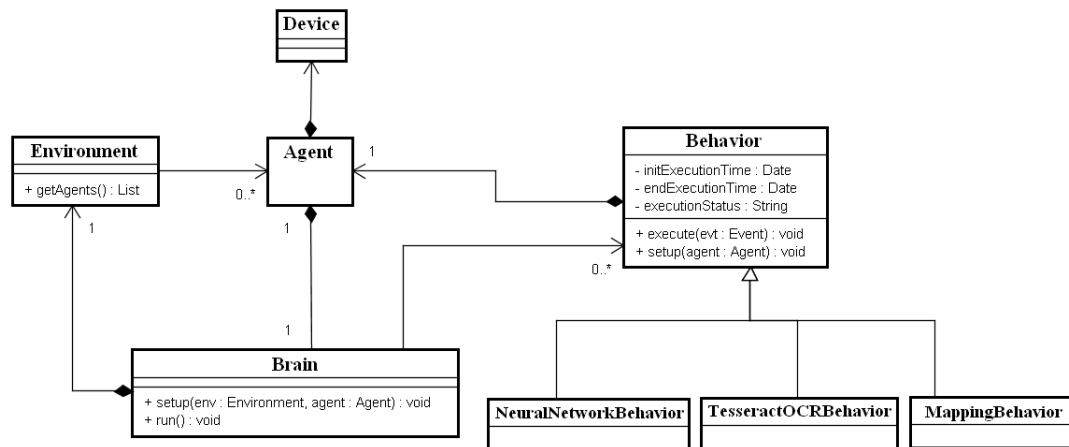 Device
Environment
+ getAgents() : List
Agent
0..*
1
1
1
1
Behavior
- initExecutionTime : Date
- endExecutionTime : Date
- executionStatus : String
+ execute(evt : Event) : void
+ setup(agent : Agent) : void
0..*
Brain
+ setup(env : Environment, agent : Agent) : void
+ run() : void
NeuralNetworkBehavior
TesseractOCRBehavior
MappingBehavior